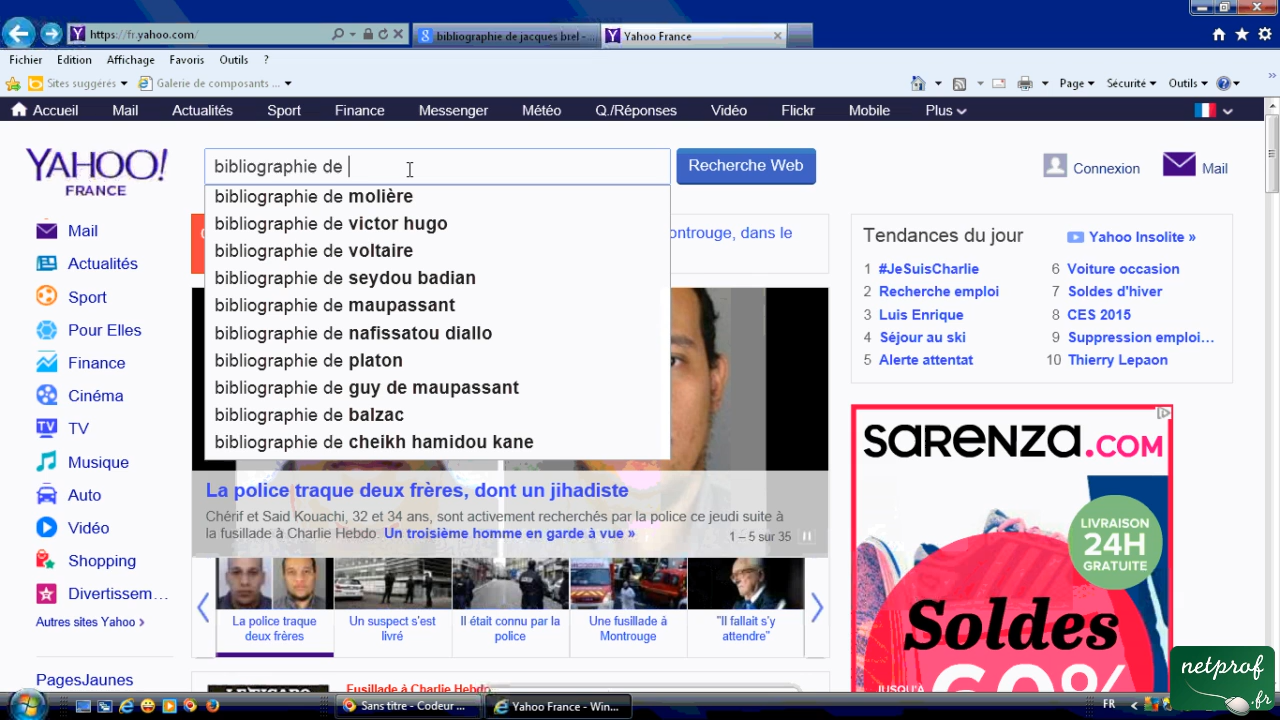 https://fr.yahoo.com/
bibliographie de jacques brel - ...
Yahoo France
Fichier Edition Affichage Favoris Outils ?
Sites suggérés Galerie de composants ...
Page Sécurité Outils
Accueil Mail Actualités Sport Finance Messenger Météo Q./Réponses Vidéo Flickr Mobile Plus
YAHOO!
FRANCE
bibliographie de
Recherche Web
Connexion
Mail
bibliographie de molière
bibliographie de victor hugo
bibliographie de voltaire
bibliographie de seydou badian
bibliographie de maupassant
bibliographie de nafissatou diallo
bibliographie de platon
bibliographie de guy de maupassant
bibliographie de balzac
bibliographie de cheikh hamidou kane
ontrouge, dans le
Mail
Actualités
Sport
Pour Elles
Finance
Cinéma
TV
Musique
Auto
Vidéo
Shopping
Divertissem...
Autres sites Yahoo ›
PagesJaunes
La police traque deux frères, dont un jihadiste
Chérif et Said Kouachi, 32 et 34 ans, sont activement recherchés par la police ce jeudi suite à
la fusillade à Charlie Hebdo. Un troisième homme en garde à vue »
1 – 5 sur 35
La police traque
deux frères
Un suspect s'est
livré
Il était connu par la
police
Une fusillade à
Montrouge
"Il fallait s'y
attendre"
LE FIGARO
Fusillade à Charlie Hebdo
Tendances du jour
Yahoo Insolite »
1 #JeSuisCharlie
2 Recherche emploi
3 Luis Enrique
4 Séjour au ski
5 Alerte attentat
6 Voiture occasion
7 Soldes d'hiver
8 CES 2015
9 Suppression emploi...
10 Thierry Lepaon
SARENZA.COM
LIVRAISON
24H
GRATUITE
Soldes
JUSQU'À
60%
netprof
.fr
Sans titre - Codeur ...
Yahoo France - Win...
FR